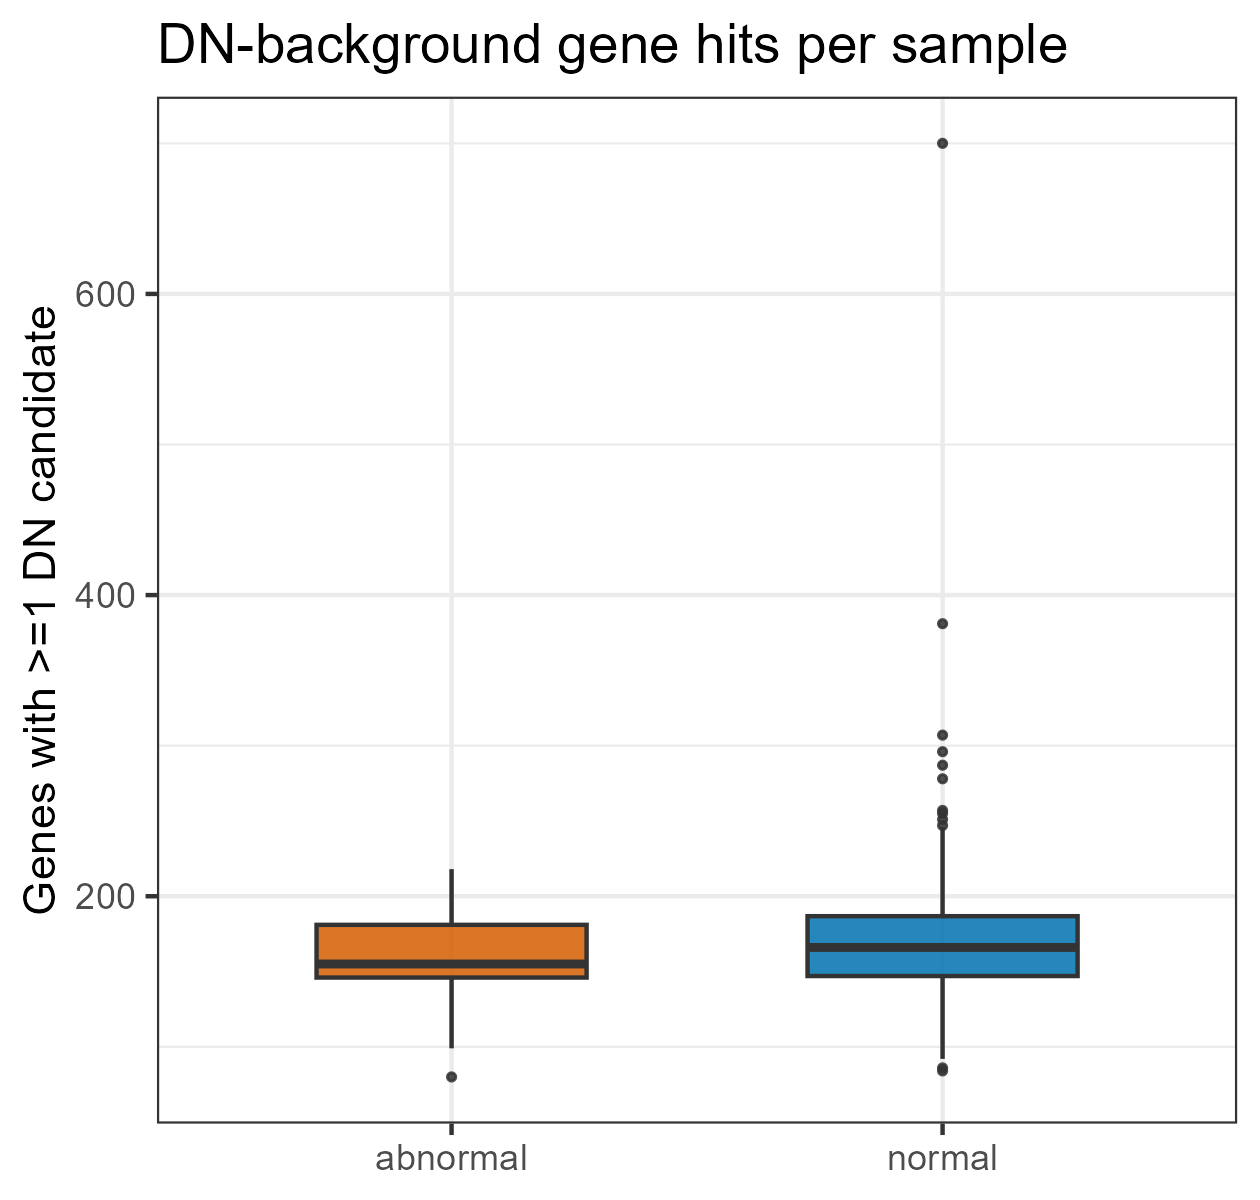 DN-background gene hits per sample
Genes with >=1 DN candidate
600
400
200
abnormal
normal